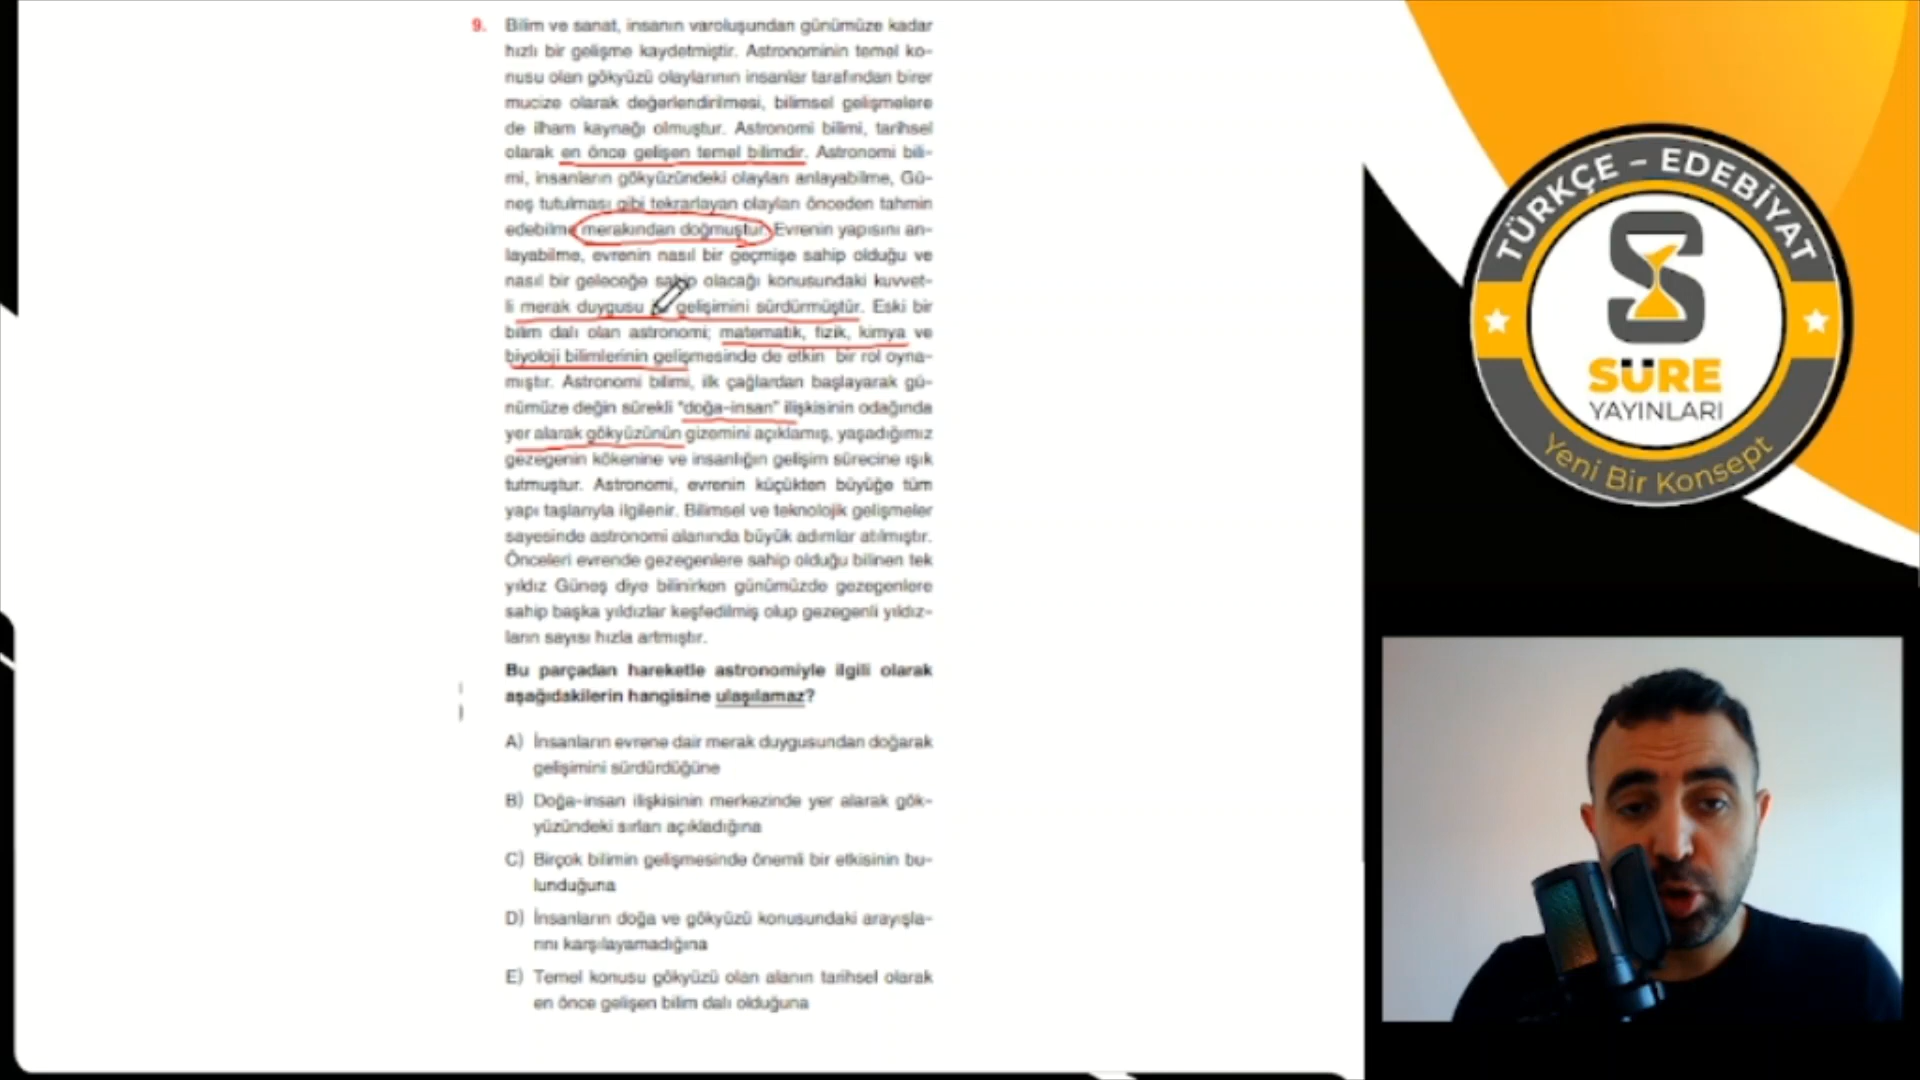 9. Bilim ve sanat, insanın varoluşundan günümüze kadar
hızlı bir gelişme kaydetmiştir. Astronominin temel ko-
nusu olan gökyüzü olaylarının insanlar tarafından birer
mucize olarak değerlendirilmesi, bilimsel gelişmelere
de ilham kaynağı olmuştur. Astronomi bilimi, tarihsel
olarak en önce gelişen temel bilimdir. Astronomi bili-
mi, insanların gökyüzündeki olayları anlayabilme, Gü-
neş tutulması gibi tekrarlayan olayları önceden tahmin
edebilme merakından doğmuştur. Evrenin yapısını an-
layabilme, evrenin nasıl bir geçmişe sahip olduğu ve
nasıl bir geleceğe sahip olacağı konusundaki kuvvet-
li merak duygusu gelişimini sürdürmüştür. Eski bir
bilim dalı olan astronomi; matematik, fizik, kimya ve
biyoloji bilimlerinin gelişmesinde de etkin bir rol oyna-
mıştır. Astronomi bilimi, ilk çağlardan başlayarak gü-
nümüze değin sürekli "doğa-insan" ilişkisinin odağında
yer alarak gökyüzünün gizemini açıklamış, yaşadığımız
gezegenin kökenine ve insanlığın gelişim sürecine ışık
tutmuştur. Astronomi, evrenin küçükten büyüğe tüm
yapı taşlarıyla ilgilenir. Bilimsel ve teknolojik gelişmeler
sayesinde astronomi alanında büyük adımlar atılmıştır.
Önceleri evrende gezegenlere sahip olduğu bilinen tek
yıldız Güneş diye bilinirken günümüzde gezegenlere
sahip başka yıldızlar keşfedilmiş olup gezegenli yıldız-
ların sayısı hızla artmıştır.
Bu parçadan hareketle astronomiyle ilgili olarak
aşağıdakilerin hangisine ulaşılamaz?
A) İnsanların evrene dair merak duygusundan doğarak
gelişimini sürdürdüğüne
B) Doğa-insan ilişkisinin merkezinde yer alarak gök-
yüzündeki sırları açıkladığına
C) Birçok bilimin gelişmesinde önemli bir etkisinin bu-
lunduğuna
D) İnsanların doğa ve gökyüzü konusundaki arayışla-
rını karşılayamadığına
E) Temel konusu gökyüzü olan alanın tarihsel olarak
en önce gelişen bilim dalı olduğuna
TÜRKÇE – EDEBİYAT
SÜRE
YAYINLARI
Yeni Bir Konsept